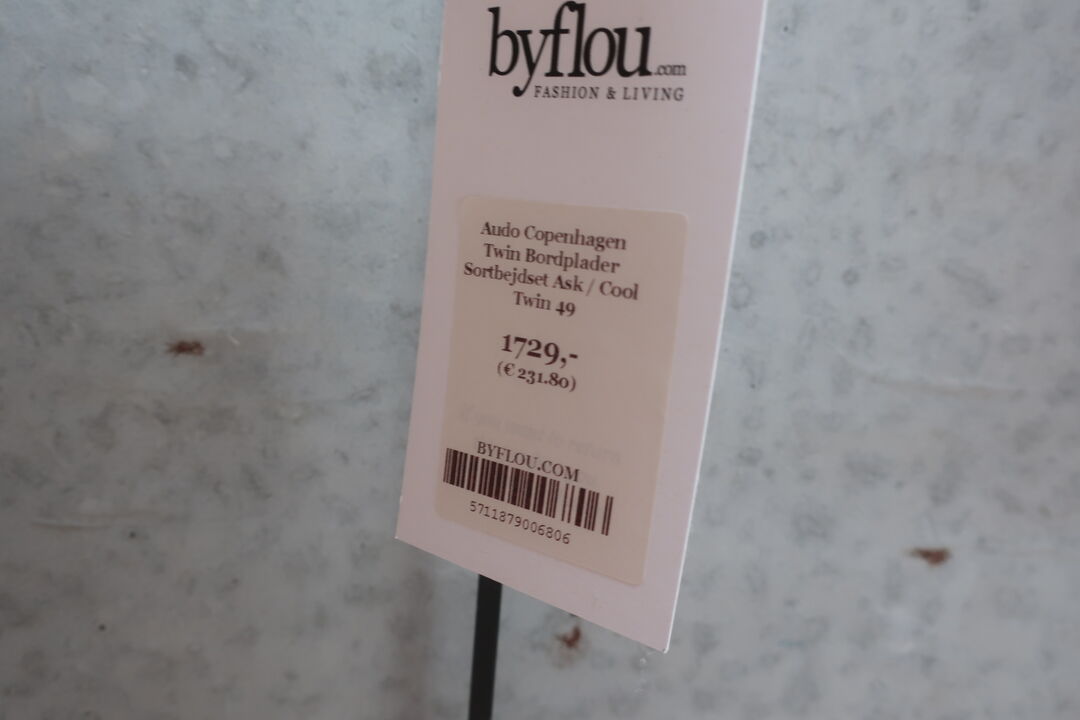 byflou.com
FASHION & LIVING
Audo Copenhagen
Twin Bordplader
Sortbejdset Ask / Cool
Twin 49
1729,-
(€ 231.80)
BYFLOU.COM
5711879006806